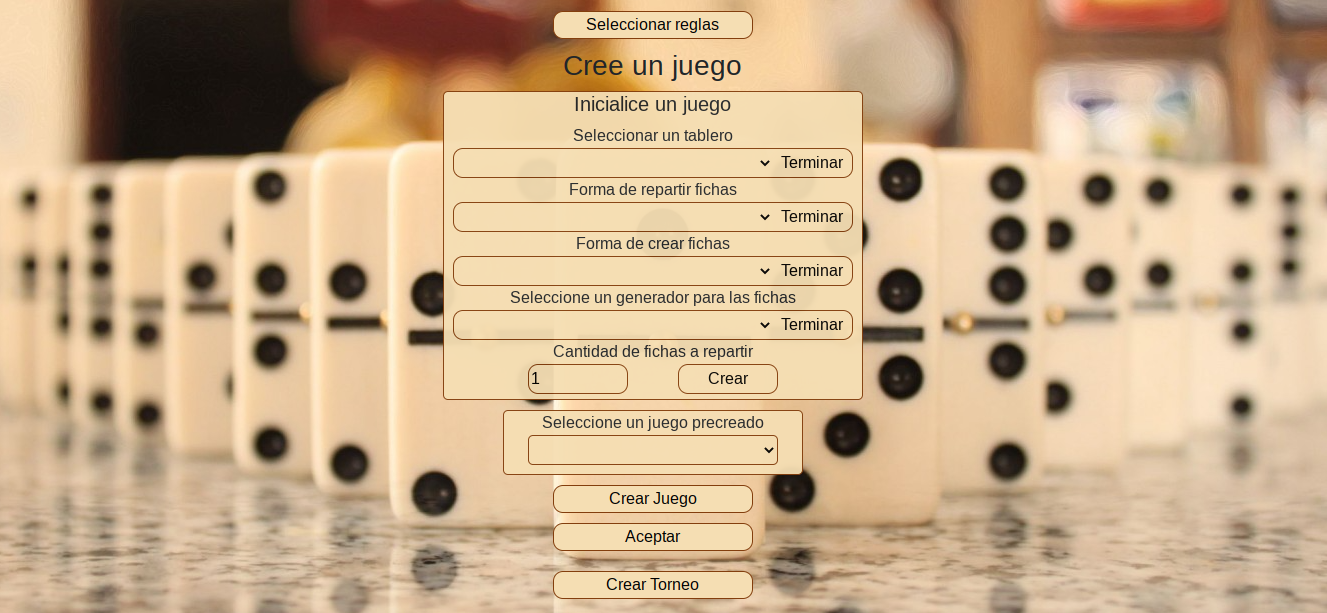 Seleccionar reglas
Cree un juego
Inicialice un juego
Seleccionar un tablero
Terminar
Forma de repartir fichas
Terminar
Forma de crear fichas
Terminar
Seleccione un generador para las fichas
Terminar
Cantidad de fichas a repartir
1 Crear
Seleccione un juego precreado
Crear Juego
Aceptar
Crear Torneo